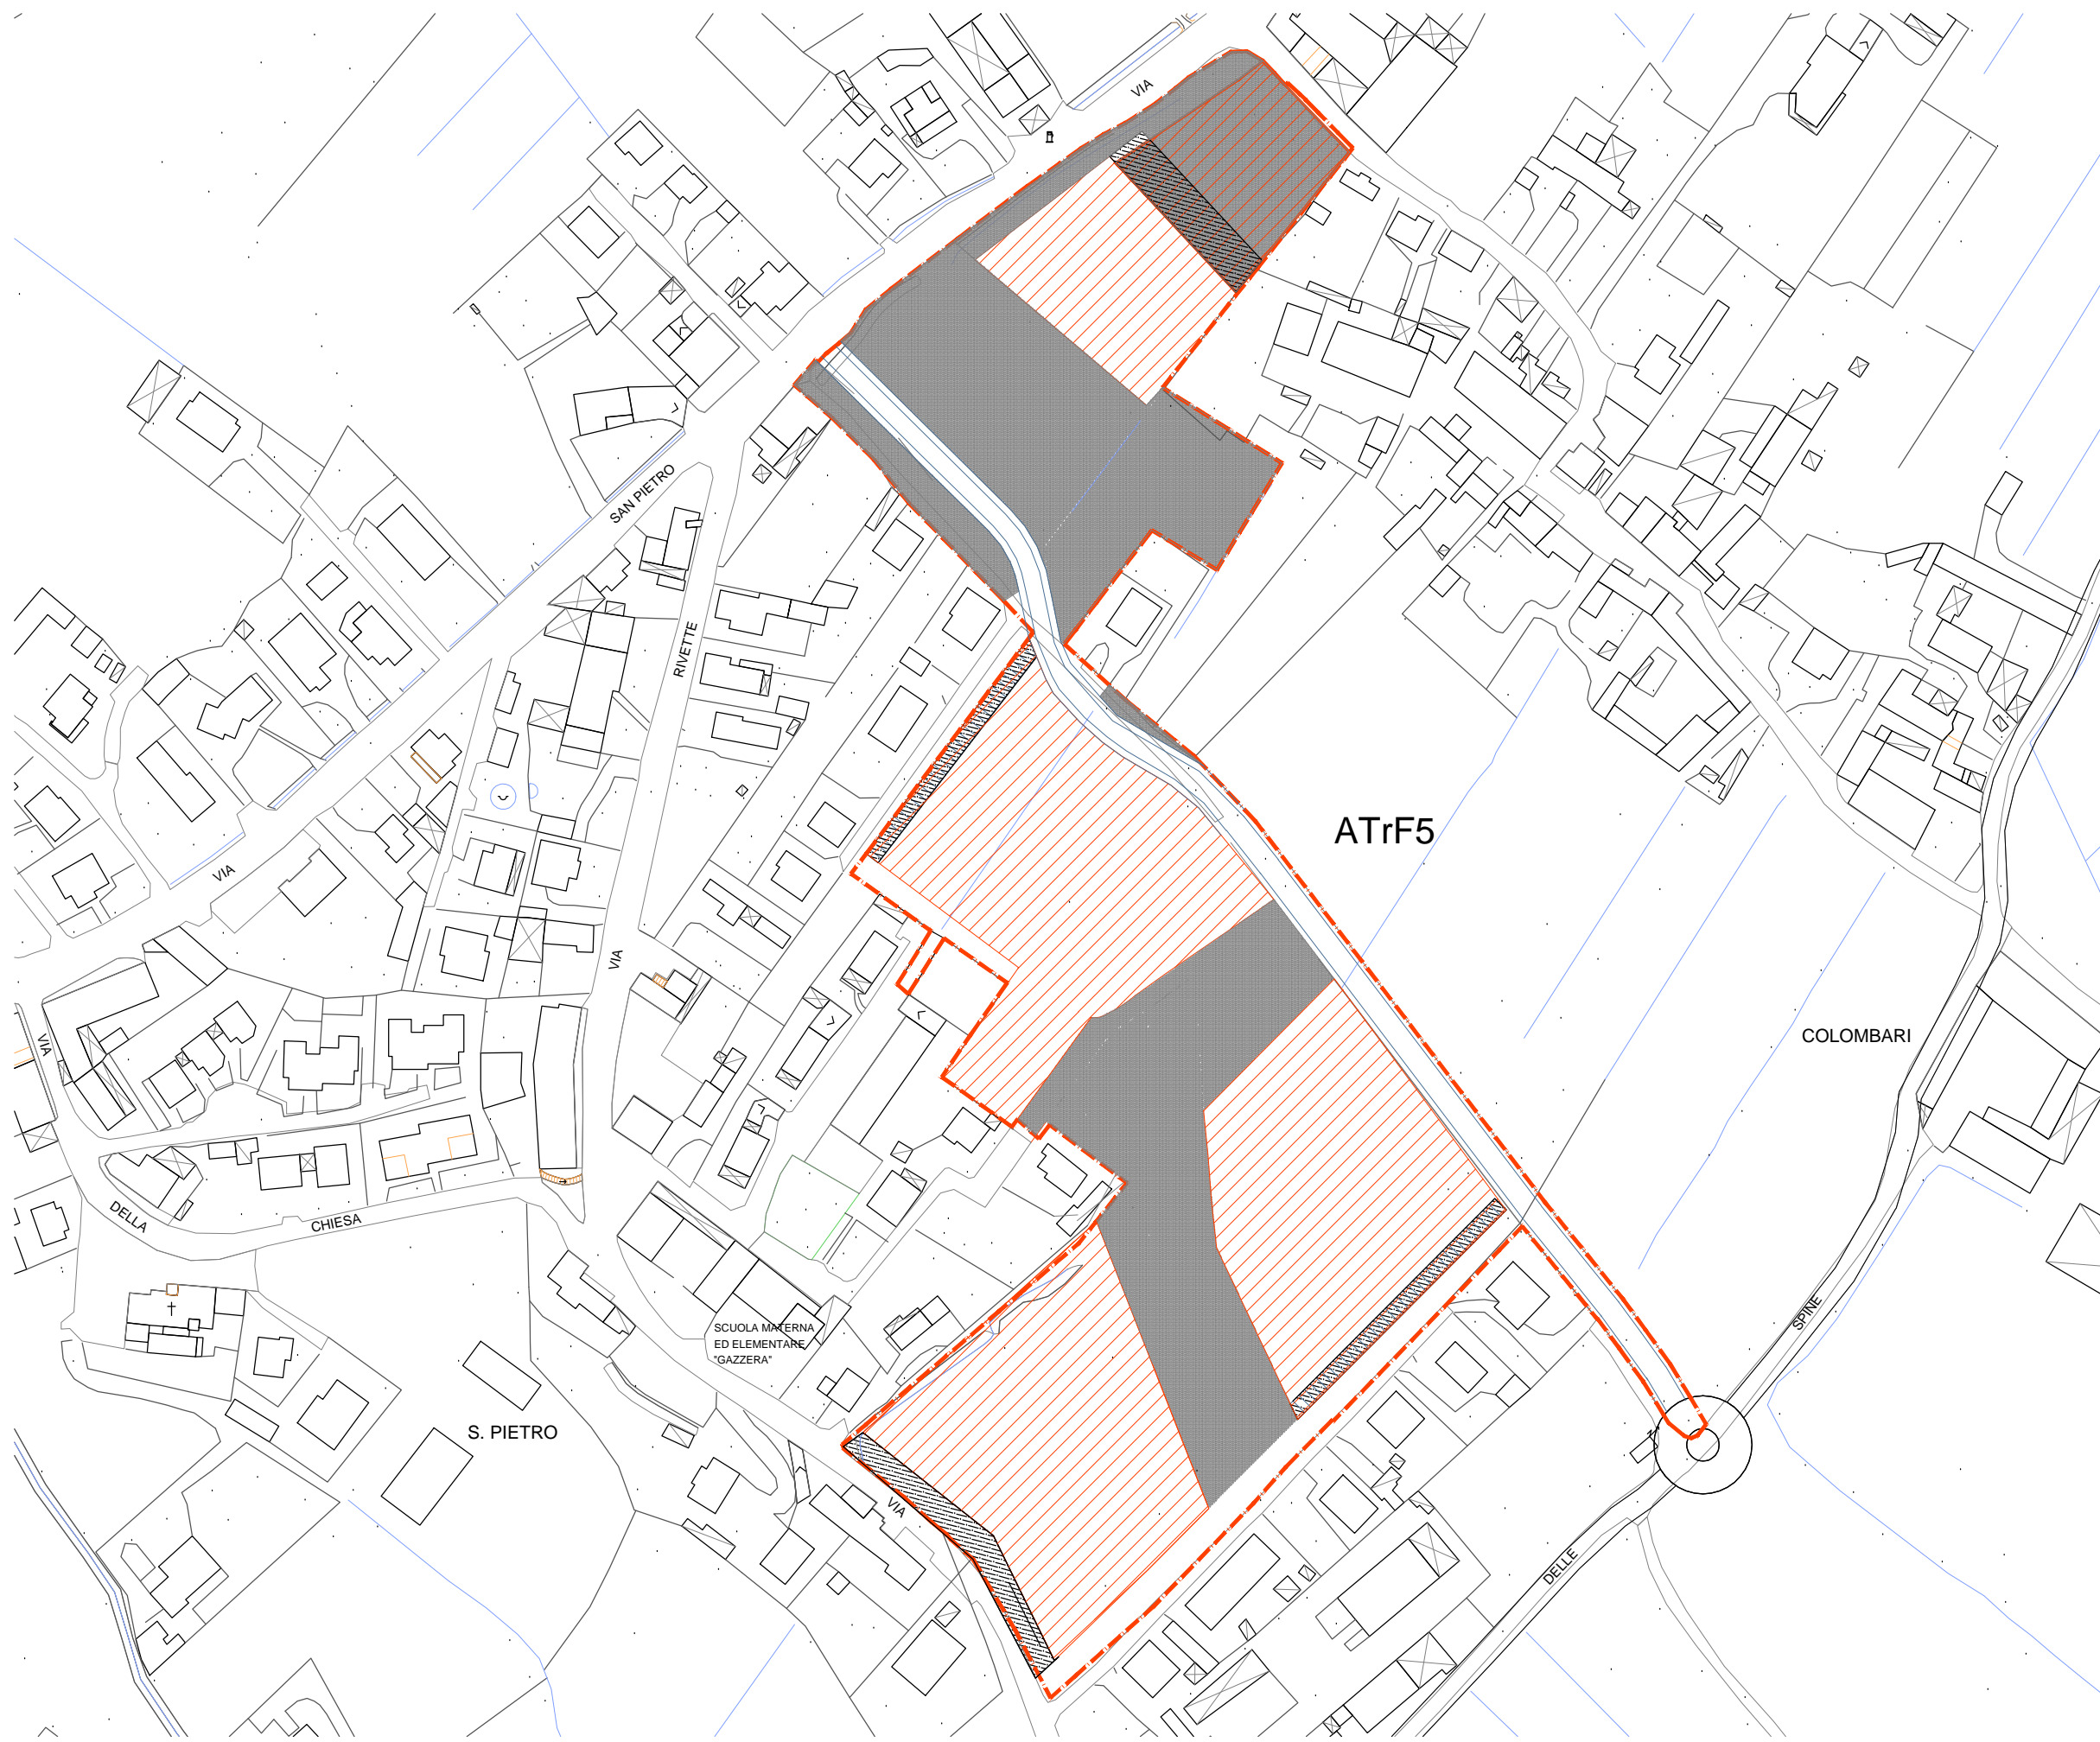 VIA
SAN PIETRO
RIVETTE
ATrF5
VIA
VIA
COLOMBARI
VIA
DELLA
CHIESA
SCUOLA MATERNA
ED ELEMENTARE
"GAZZERA"
SPINE
S. PIETRO
VIA
DELLE